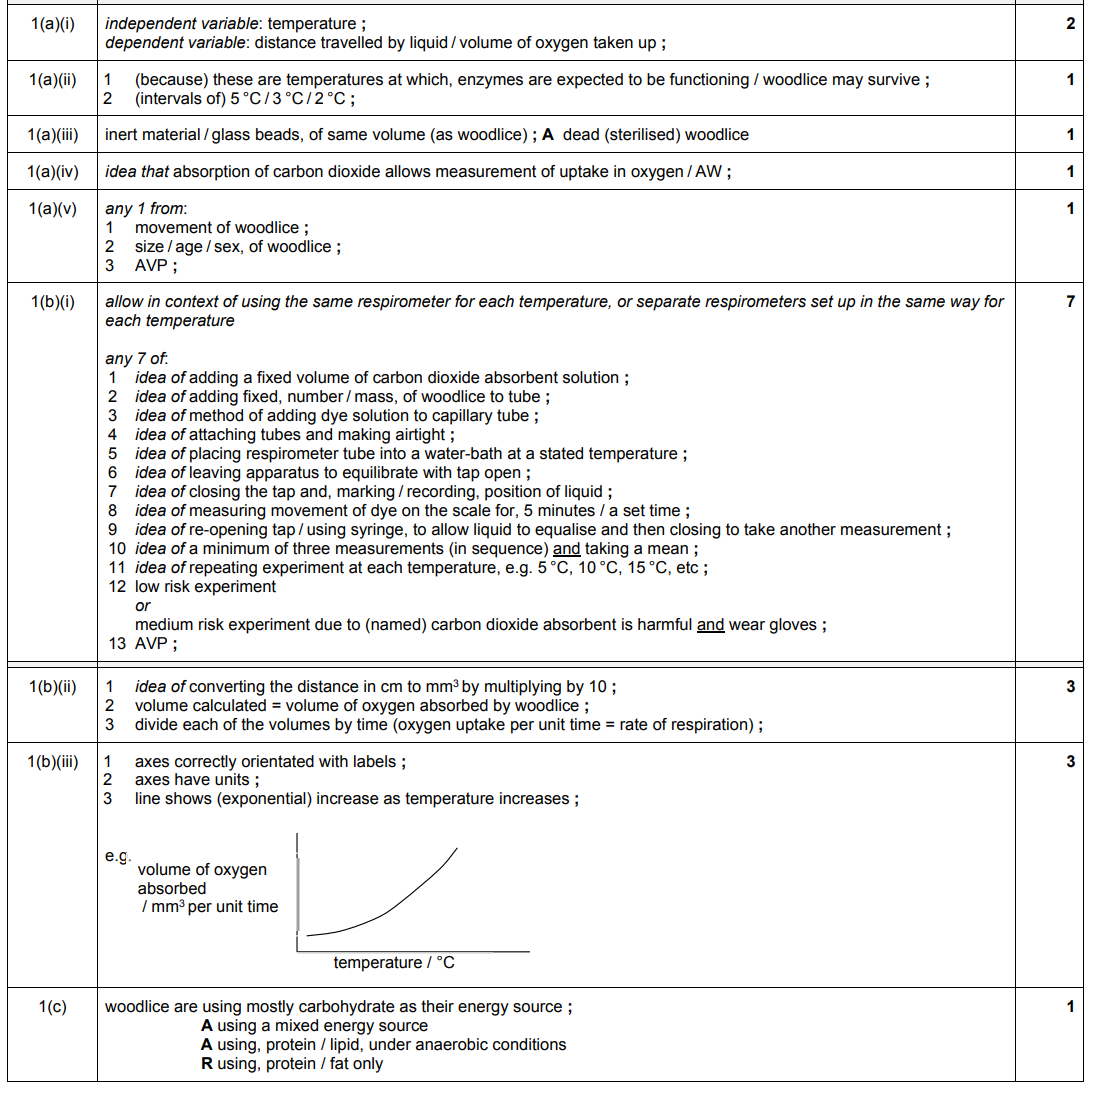 1(a)(i) independent variable: temperature ; 2
dependent variable: distance travelled by liquid / volume of oxygen taken up ;
1(a)(ii) 1 (because) these are temperatures at which, enzymes are expected to be functioning / woodlice may survive ; 1
2 (intervals of) 5 °C / 3 °C / 2 °C ;
1(a)(iii) inert material / glass beads, of same volume (as woodlice) ; A dead (sterilised) woodlice 1
1(a)(iv) idea that absorption of carbon dioxide allows measurement of uptake in oxygen / AW ; 1
1(a)(v) any 1 from: 1
1 movement of woodlice ;
2 size / age / sex, of woodlice ;
3 AVP ;
1(b)(i) allow in context of using the same respirometer for each temperature, or separate respirometers set up in the same way for 7
each temperature
any 7 of:
1 idea of adding a fixed volume of carbon dioxide absorbent solution ;
2 idea of adding fixed, number / mass, of woodlice to tube ;
3 idea of method of adding dye solution to capillary tube ;
4 idea of attaching tubes and making airtight ;
5 idea of placing respirometer tube into a water-bath at a stated temperature ;
6 idea of leaving apparatus to equilibrate with tap open ;
7 idea of closing the tap and, marking / recording, position of liquid ;
8 idea of measuring movement of dye on the scale for, 5 minutes / a set time ;
9 idea of re-opening tap / using syringe, to allow liquid to equalise and then closing to take another measurement ;
10 idea of a minimum of three measurements (in sequence) and taking a mean ;
11 idea of repeating experiment at each temperature, e.g. 5 °C, 10 °C, 15 °C, etc ;
12 low risk experiment
or
medium risk experiment due to (named) carbon dioxide absorbent is harmful and wear gloves ;
13 AVP ;
1(b)(ii) 1 idea of converting the distance in cm to mm³ by multiplying by 10 ; 3
2 volume calculated = volume of oxygen absorbed by woodlice ;
3 divide each of the volumes by time (oxygen uptake per unit time = rate of respiration) ;
1(b)(iii) 1 axes correctly orientated with labels ; 3
2 axes have units ;
3 line shows (exponential) increase as temperature increases ;
e.g.
volume of oxygen
absorbed
/ mm³ per unit time
temperature / °C
1(c) woodlice are using mostly carbohydrate as their energy source ; 1
A using a mixed energy source
A using, protein / lipid, under anaerobic conditions
R using, protein / fat only